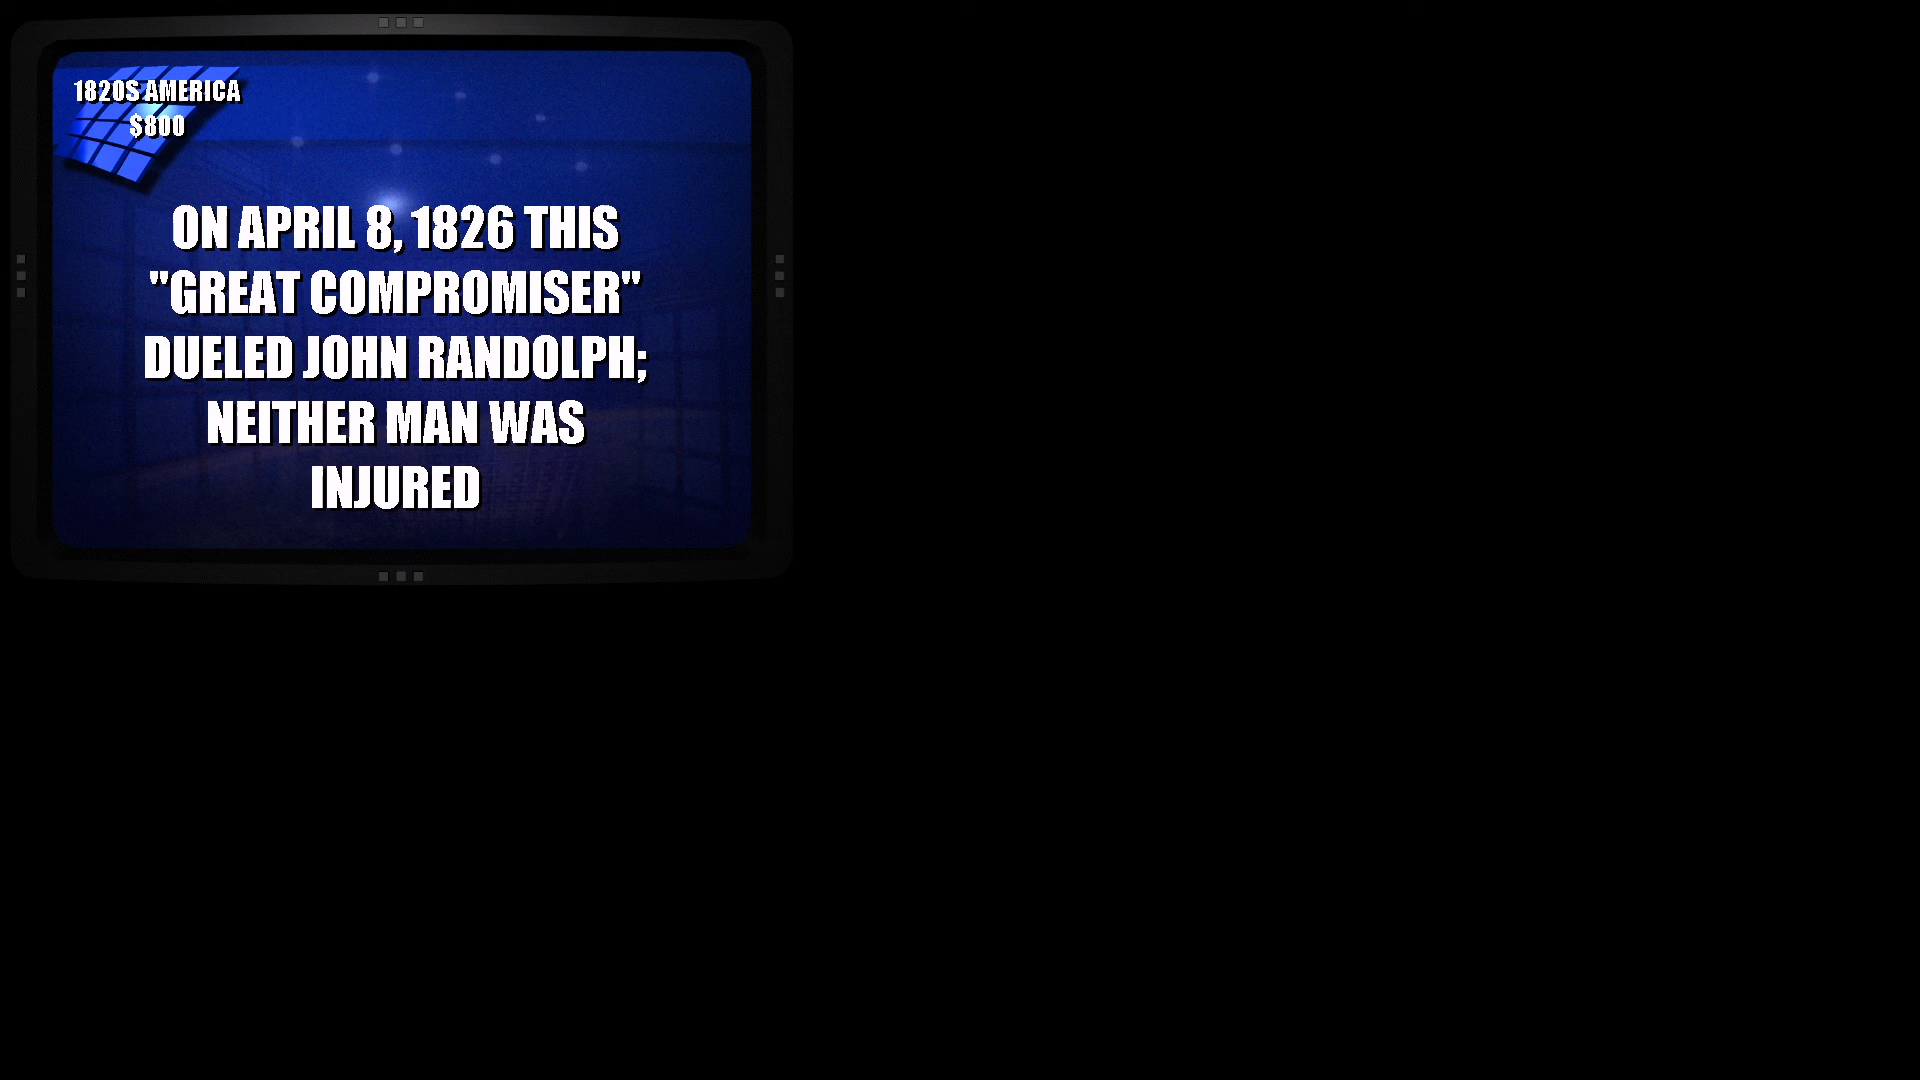 1820S AMERICA
$800
ON APRIL 8, 1826 THIS
"GREAT COMPROMISER"
DUELED JOHN RANDOLPH;
NEITHER MAN WAS
INJURED